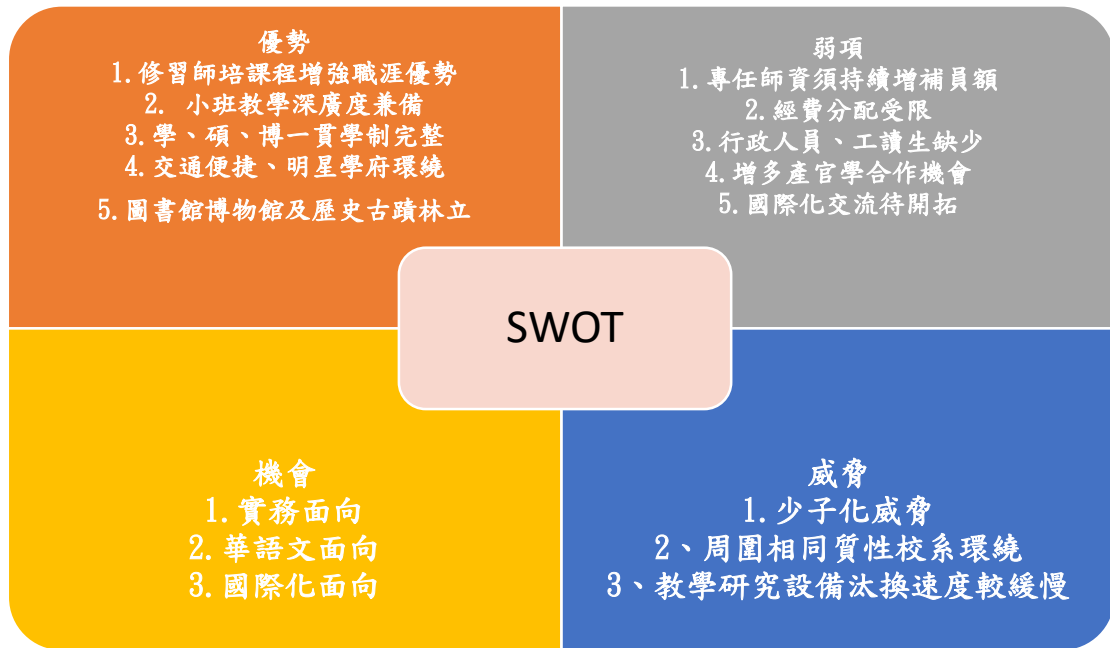 優勢
1.修習師培課程增強職涯優勢
2. 小班教學深廣度兼備
3.學、碩、博一貫學制完整
4.交通便捷、明星學府環繞
5.圖書館博物館及歷史古蹟林立
弱項
1.專任師資須持續增補員額
2.經費分配受限
3.行政人員、工讀生缺少
4.增多產官學合作機會
5.國際化交流待開拓
SWOT
機會
1.實務面向
2.華語文面向
3.國際化面向
威脅
1.少子化威脅
2、周圍相同質性校系環繞
3、教學研究設備汰換速度較緩慢